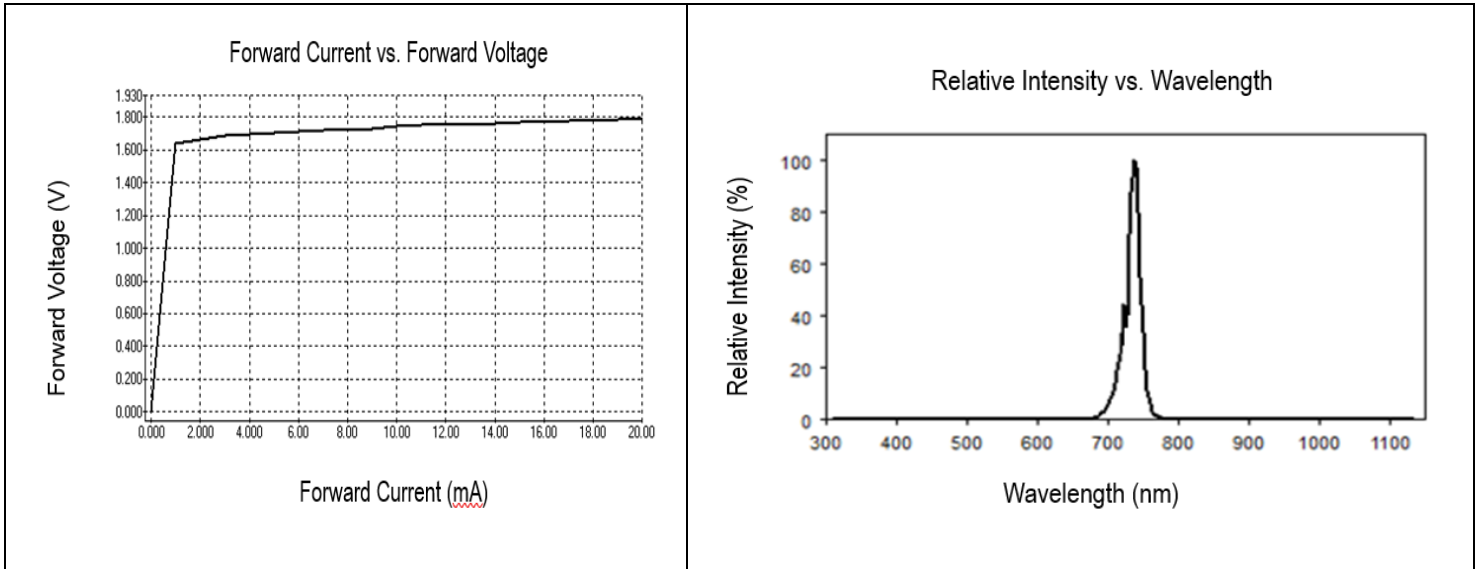 Forward Current vs. Forward Voltage
1.930
1.800
1.600
1.400
1.200
1.000
0.800
0.600
0.400
0.200
0.000
0.000 2.000 4.000 6.00 8.00 10.00 12.00 14.00 16.00 18.00 20.00
Forward Voltage (V)
Forward Current (mA)
Relative Intensity vs. Wavelength
100
80
60
40
20
0
300 400 500 600 700 800 900 1000 1100
Relative Intensity (%)
Wavelength (nm)